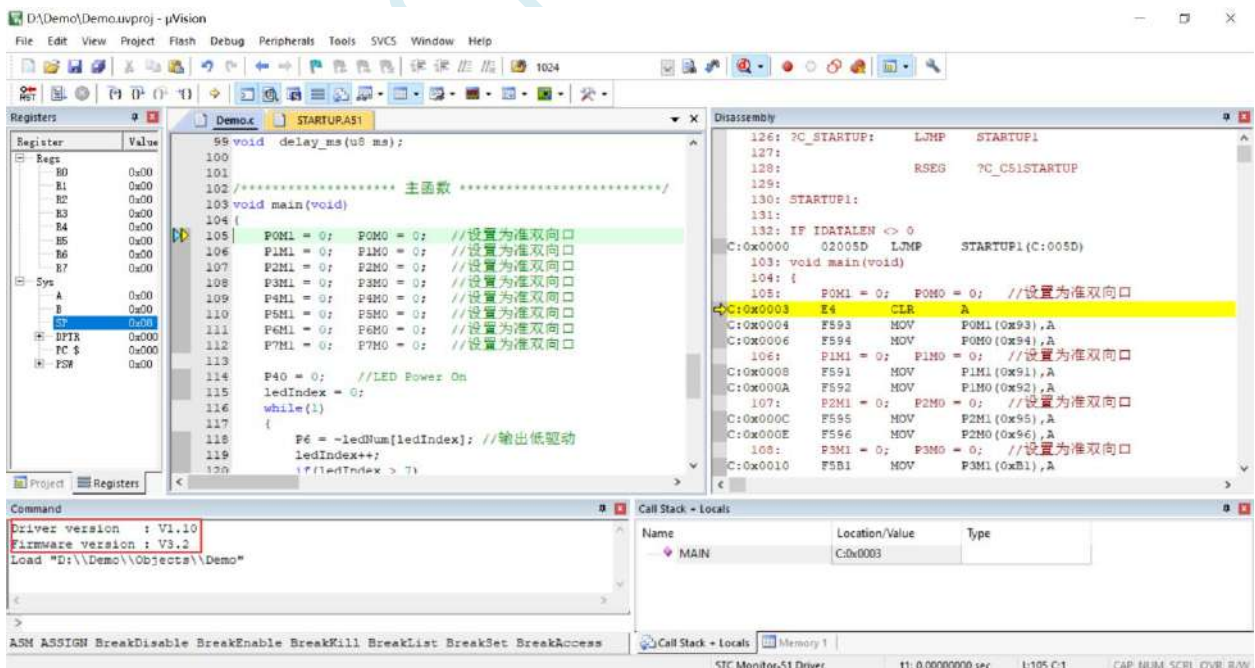 D:\Demo\Demo.uvproj - µVision
File Edit View Project Flash Debug Peripherals Tools SVCS Window Help
1024
RST
Registers
Register Value
Regs
R0 0x00
R1 0x00
R2 0x00
R3 0x00
R4 0x00
R5 0x00
R6 0x00
R7 0x00
Sys
A 0x00
B 0x00
SP 0x08
DPTR 0x000
PC $ 0x000
PSW 0x00
Project Registers
Demo.c STARTUP.A51
99 void delay_ms(u8 ms);
100
101
102 /******************** 主函数 **************************/
103 void main(void)
104 {
105 P0M1 = 0; P0M0 = 0; //设置为准双向口
106 P1M1 = 0; P1M0 = 0; //设置为准双向口
107 P2M1 = 0; P2M0 = 0; //设置为准双向口
108 P3M1 = 0; P3M0 = 0; //设置为准双向口
109 P4M1 = 0; P4M0 = 0; //设置为准双向口
110 P5M1 = 0; P5M0 = 0; //设置为准双向口
111 P6M1 = 0; P6M0 = 0; //设置为准双向口
112 P7M1 = 0; P7M0 = 0; //设置为准双向口
113
114 P40 = 0; //LED Power On
115 ledIndex = 0;
116 while(1)
117 {
118 P6 = ~ledNum[ledIndex]; //输出低驱动
119 ledIndex++;
120 if(ledIndex > 7)
Disassembly
126: ?C_STARTUP: LJMP STARTUP1
127:
128: RSEG ?C_C51STARTUP
129:
130: STARTUP1:
131:
132: IF IDATALEN <> 0
C:0x0000 02005D LJMP STARTUP1(C:005D)
103: void main(void)
104: {
105: P0M1 = 0; P0M0 = 0; //设置为准双向口
C:0x0003 E4 CLR A
C:0x0004 F593 MOV P0M1(0x93),A
C:0x0006 F594 MOV P0M0(0x94),A
106: P1M1 = 0; P1M0 = 0; //设置为准双向口
C:0x0008 F591 MOV P1M1(0x91),A
C:0x000A F592 MOV P1M0(0x92),A
107: P2M1 = 0; P2M0 = 0; //设置为准双向口
C:0x000C F595 MOV P2M1(0x95),A
C:0x000E F596 MOV P2M0(0x96),A
108: P3M1 = 0; P3M0 = 0; //设置为准双向口
C:0x0010 F5B1 MOV P3M1(0xB1),A
Command
Driver version : V1.10
Firmware version : V3.2
Load "D:\\Demo\\Objects\\Demo"
>
ASM ASSIGN BreakDisable BreakEnable BreakKill BreakList BreakSet BreakAccess
Call Stack + Locals
Name Location/Value Type
MAIN C:0x0003
Call Stack + Locals Memory 1
STC Monitor-51 Driver t1: 0.00000000 sec L:105 C:1 CAP NUM SCRL OVR R/W